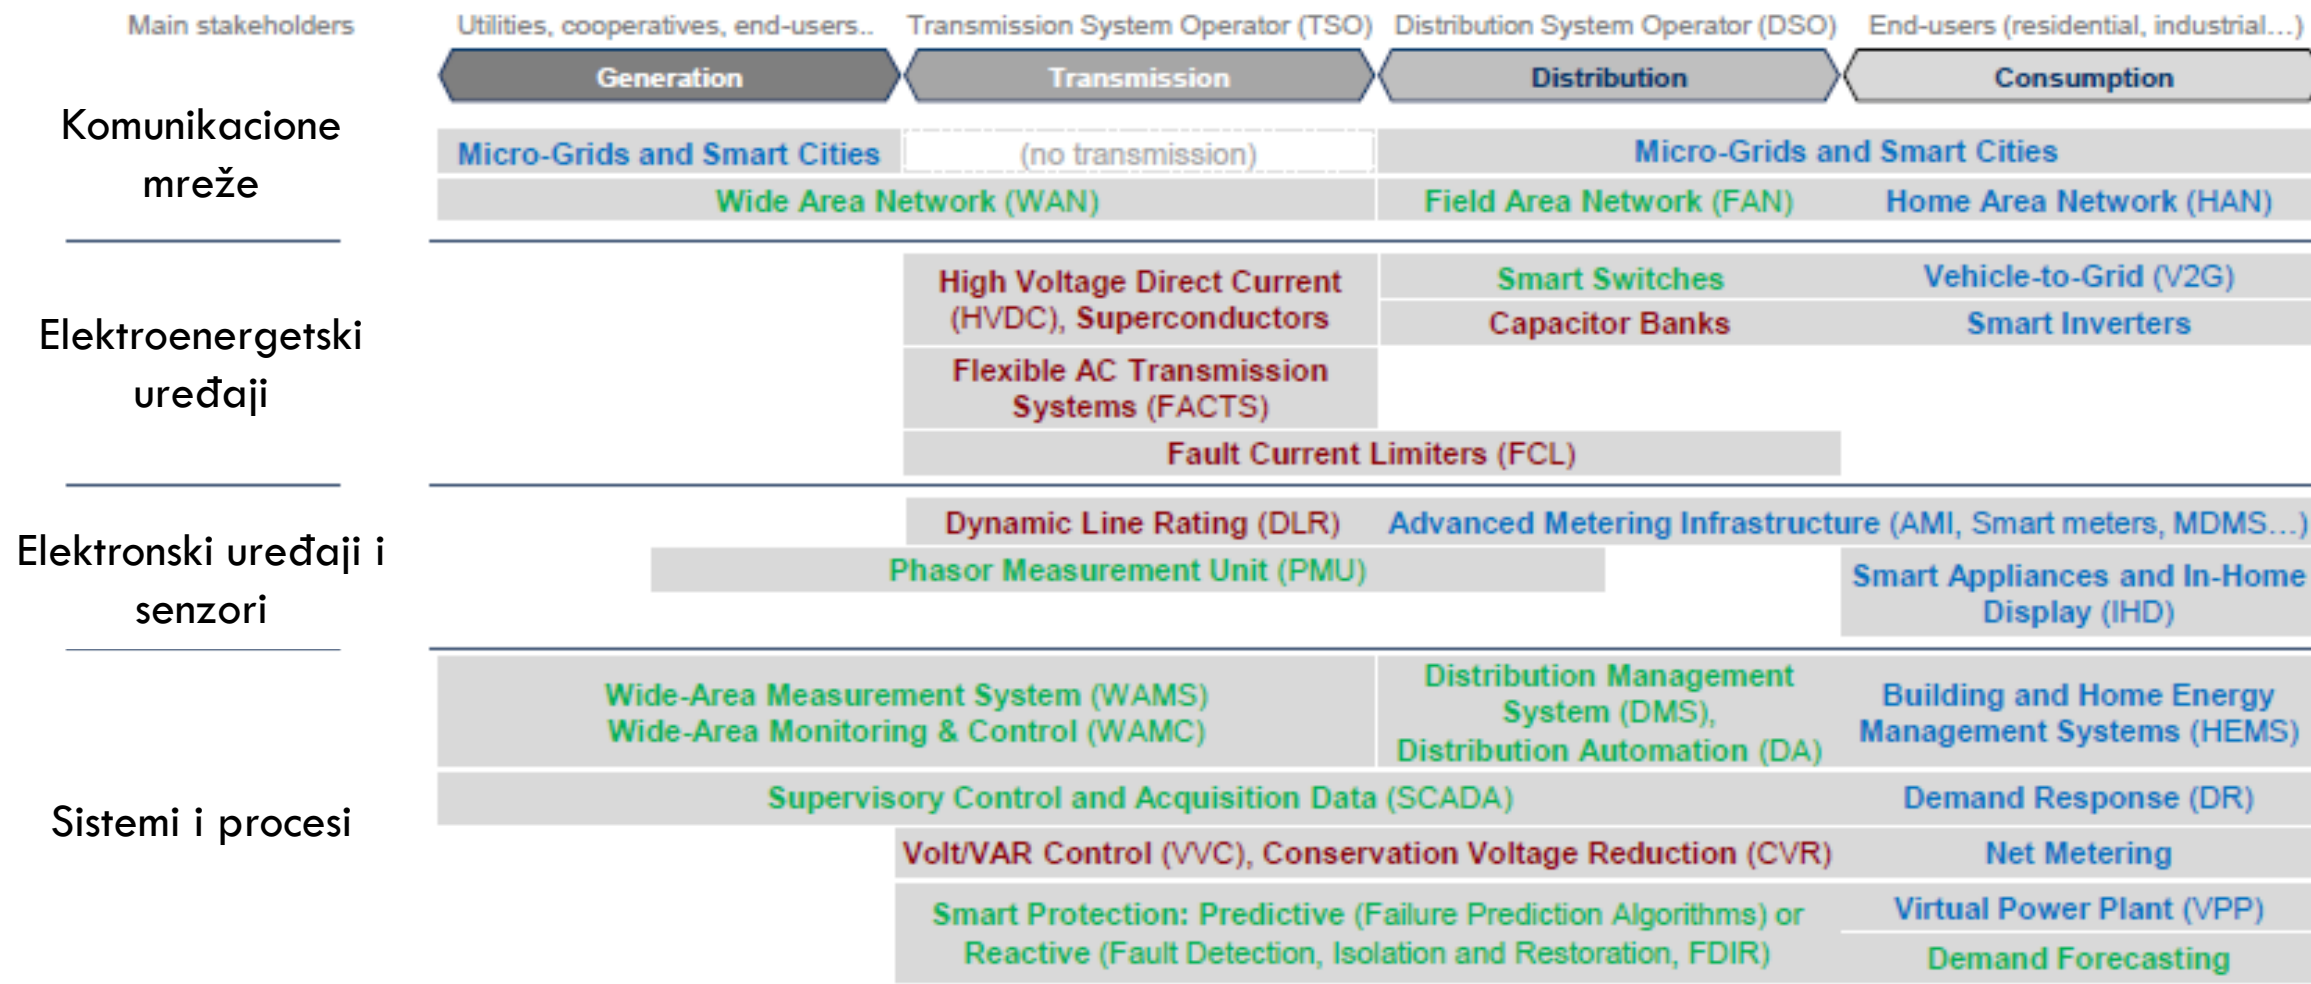 Main stakeholders
Utilities, cooperatives, end-users..
Transmission System Operator (TSO)
Distribution System Operator (DSO)
End-users (residential, industrial...)
Generation
Transmission
Distribution
Consumption
Komunikacione
mreže
Micro-Grids and Smart Cities
(no transmission)
Micro-Grids and Smart Cities
Wide Area Network (WAN)
Field Area Network (FAN)
Home Area Network (HAN)
Elektroenergetski
uređaji
High Voltage Direct Current
(HVDC), Superconductors
Smart Switches
Vehicle-to-Grid (V2G)
Capacitor Banks
Smart Inverters
Flexible AC Transmission
Systems (FACTS)
Fault Current Limiters (FCL)
Elektronski uređaji i
senzori
Dynamic Line Rating (DLR)
Advanced Metering Infrastructure (AMI, Smart meters, MDMS...)
Phasor Measurement Unit (PMU)
Smart Appliances and In-Home
Display (IHD)
Sistemi i procesi
Wide-Area Measurement System (WAMS)
Wide-Area Monitoring & Control (WAMC)
Distribution Management
System (DMS),
Distribution Automation (DA)
Building and Home Energy
Management Systems (HEMS)
Supervisory Control and Acquisition Data (SCADA)
Demand Response (DR)
Volt/VAR Control (VVC), Conservation Voltage Reduction (CVR)
Net Metering
Smart Protection: Predictive (Failure Prediction Algorithms) or
Reactive (Fault Detection, Isolation and Restoration, FDIR)
Virtual Power Plant (VPP)
Demand Forecasting